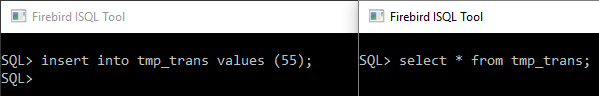 Firebird ISQL Tool
SQL> insert into tmp_trans values (55);
SQL>
Firebird ISQL Tool
SQL> select * from tmp_trans;